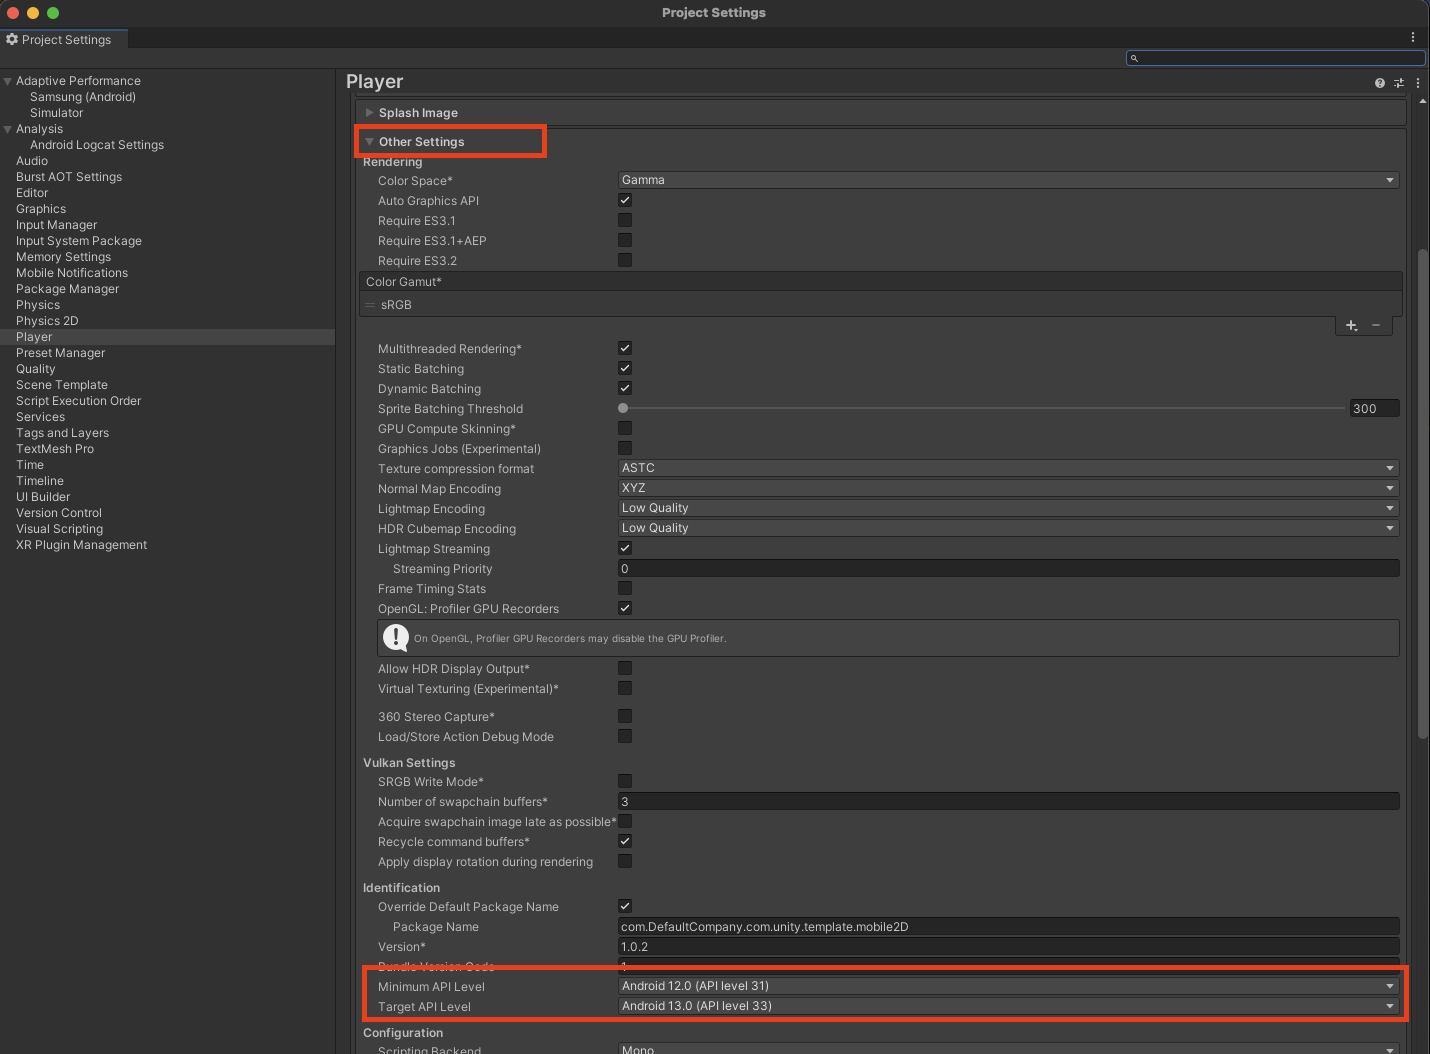 Project Settings
Project Settings
Adaptive Performance
Samsung (Android)
Simulator
Analysis
Android Logcat Settings
Audio
Burst AOT Settings
Editor
Graphics
Input Manager
Input System Package
Memory Settings
Mobile Notifications
Package Manager
Physics
Physics 2D
Player
Preset Manager
Quality
Scene Template
Script Execution Order
Services
Tags and Layers
TextMesh Pro
Time
Timeline
UI Builder
Version Control
Visual Scripting
XR Plugin Management
Player
Splash Image
Other Settings
Rendering
Color Space* Gamma
Auto Graphics API
Require ES3.1
Require ES3.1+AEP
Require ES3.2
Color Gamut*
sRGB
Multithreaded Rendering*
Static Batching
Dynamic Batching
Sprite Batching Threshold 300
GPU Compute Skinning*
Graphics Jobs (Experimental)
Texture compression format ASTC
Normal Map Encoding XYZ
Lightmap Encoding Low Quality
HDR Cubemap Encoding Low Quality
Lightmap Streaming
Streaming Priority 0
Frame Timing Stats
OpenGL: Profiler GPU Recorders
On OpenGL, Profiler GPU Recorders may disable the GPU Profiler.
Allow HDR Display Output*
Virtual Texturing (Experimental)*
360 Stereo Capture*
Load/Store Action Debug Mode
Vulkan Settings
SRGB Write Mode*
Number of swapchain buffers* 3
Acquire swapchain image late as possible*
Recycle command buffers*
Apply display rotation during rendering
Identification
Override Default Package Name
Package Name com.DefaultCompany.com.unity.template.mobile2D
Version* 1.0.2
Bundle Version Code 1
Minimum API Level Android 12.0 (API level 31)
Target API Level Android 13.0 (API level 33)
Configuration
Scripting Backend Mono